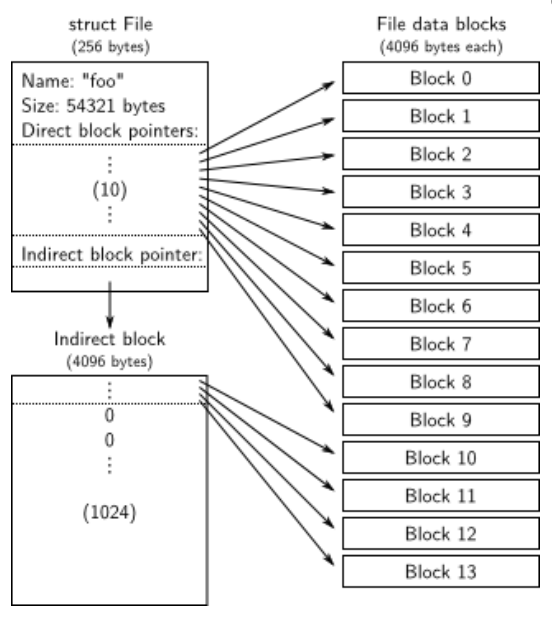 struct File
(256 bytes)
Name: "foo"
Size: 54321 bytes
Direct block pointers:
⋮
(10)
⋮
Indirect block pointer:
Indirect block
(4096 bytes)
⋮
0
0
⋮
(1024)
File data blocks
(4096 bytes each)
Block 0
Block 1
Block 2
Block 3
Block 4
Block 5
Block 6
Block 7
Block 8
Block 9
Block 10
Block 11
Block 12
Block 13